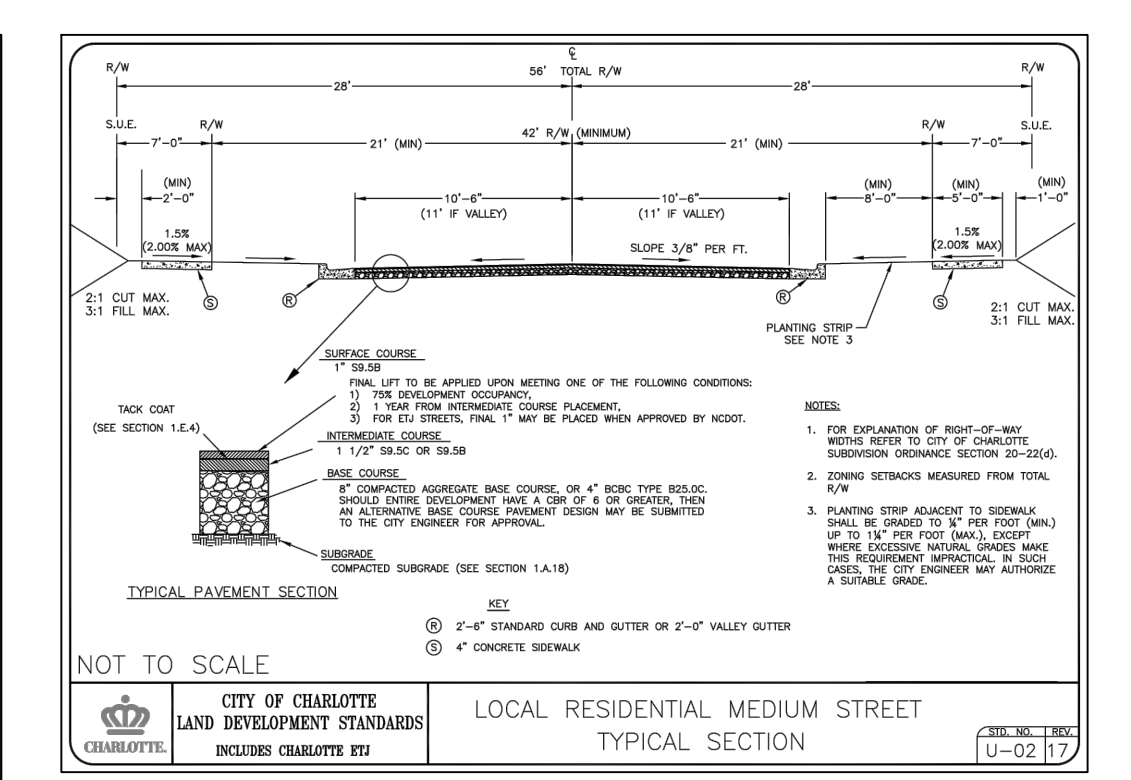 ℄
R/W
56' TOTAL R/W
R/W
28'
28'
S.U.E.
R/W
42' R/W (MINIMUM)
R/W
S.U.E.
7'-0"
21' (MIN)
21' (MIN)
7'-0"
(MIN)
2'-0"
10'-6"
(11' IF VALLEY)
10'-6"
(11' IF VALLEY)
(MIN)
8'-0"
(MIN)
5'-0"
(MIN)
1'-0"
1.5%
(2.00% MAX)
SLOPE 3/8" PER FT.
1.5%
(2.00% MAX)
2:1 CUT MAX.
3:1 FILL MAX.
S
R
R
S
2:1 CUT MAX.
3:1 FILL MAX.
PLANTING STRIP
SEE NOTE 3
SURFACE COURSE
1" S9.5B
FINAL LIFT TO BE APPLIED UPON MEETING ONE OF THE FOLLOWING CONDITIONS:
1) 75% DEVELOPMENT OCCUPANCY,
2) 1 YEAR FROM INTERMEDIATE COURSE PLACEMENT,
3) FOR ETJ STREETS, FINAL 1" MAY BE PLACED WHEN APPROVED BY NCDOT.
TACK COAT
(SEE SECTION 1.E.4)
INTERMEDIATE COURSE
1 1/2" S9.5C OR S9.5B
BASE COURSE
8" COMPACTED AGGREGATE BASE COURSE, OR 4" BCBC TYPE B25.0C.
SHOULD ENTIRE DEVELOPMENT HAVE A CBR OF 6 OR GREATER, THEN
AN ALTERNATIVE BASE COURSE PAVEMENT DESIGN MAY BE SUBMITTED
TO THE CITY ENGINEER FOR APPROVAL.
SUBGRADE
COMPACTED SUBGRADE (SEE SECTION 1.A.18)
TYPICAL PAVEMENT SECTION
NOTES:
1. FOR EXPLANATION OF RIGHT-OF-WAY
WIDTHS REFER TO CITY OF CHARLOTTE
SUBDIVISION ORDINANCE SECTION 20-22(d).
2. ZONING SETBACKS MEASURED FROM TOTAL
R/W
3. PLANTING STRIP ADJACENT TO SIDEWALK
SHALL BE GRADED TO ¼" PER FOOT (MIN.)
UP TO 1¼" PER FOOT (MAX.), EXCEPT
WHERE EXCESSIVE NATURAL GRADES MAKE
THIS REQUIREMENT IMPRACTICAL. IN SUCH
CASES, THE CITY ENGINEER MAY AUTHORIZE
A SUITABLE GRADE.
KEY
R 2'-6" STANDARD CURB AND GUTTER OR 2'-0" VALLEY GUTTER
S 4" CONCRETE SIDEWALK
NOT TO SCALE
CHARLOTTE.
CITY OF CHARLOTTE
LAND DEVELOPMENT STANDARDS
INCLUDES CHARLOTTE ETJ
LOCAL RESIDENTIAL MEDIUM STREET
TYPICAL SECTION
STD. NO. REV.
U-02 17